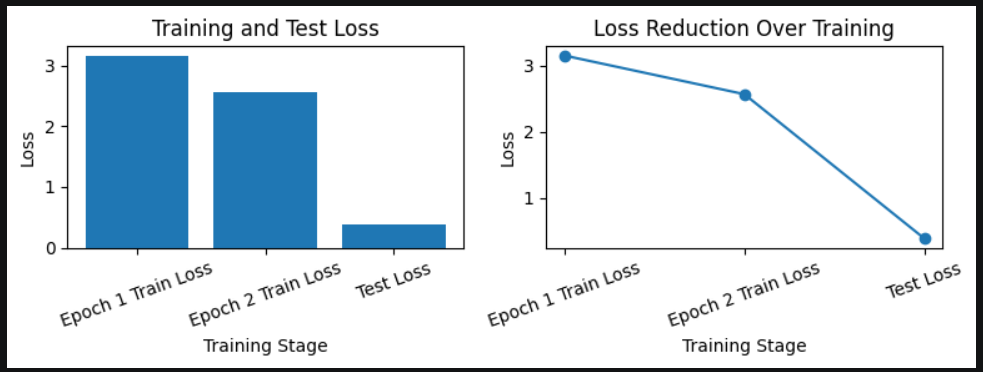 Training and Test Loss
3
2
1
0
Loss
Epoch 1 Train Loss
Epoch 2 Train Loss
Test Loss
Training Stage
Loss Reduction Over Training
3
2
1
Loss
Epoch 1 Train Loss
Epoch 2 Train Loss
Test Loss
Training Stage